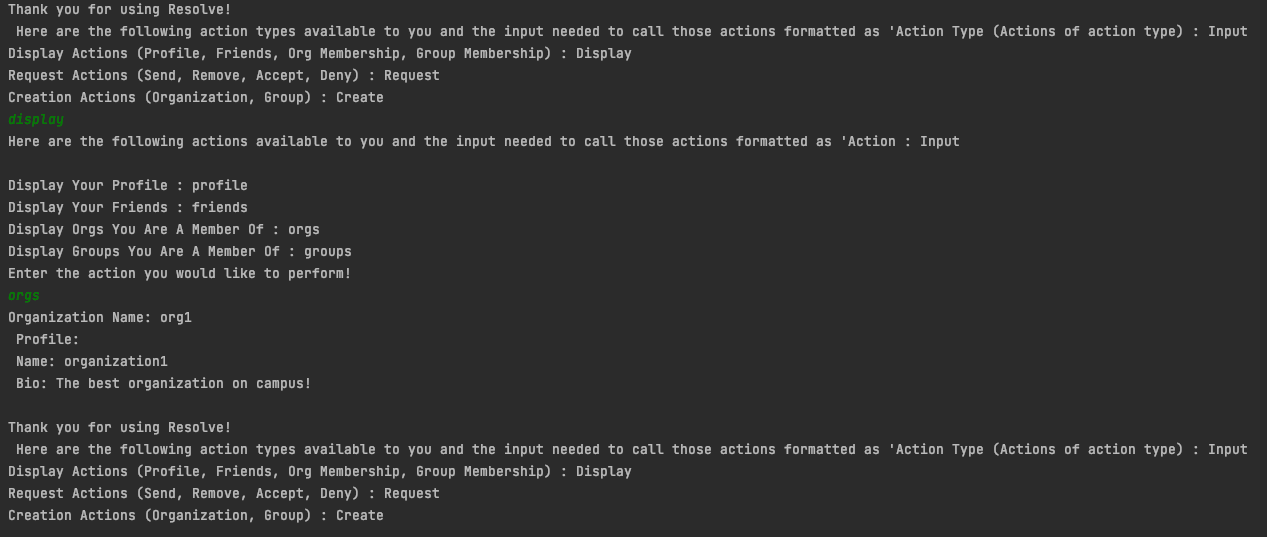 Thank you for using Resolve!
Here are the following action types available to you and the input needed to call those actions formatted as 'Action Type (Actions of action type) : Input
Display Actions (Profile, Friends, Org Membership, Group Membership) : Display
Request Actions (Send, Remove, Accept, Deny) : Request
Creation Actions (Organization, Group) : Create
display
Here are the following actions available to you and the input needed to call those actions formatted as 'Action : Input
Display Your Profile : profile
Display Your Friends : friends
Display Orgs You Are A Member Of : orgs
Display Groups You Are A Member Of : groups
Enter the action you would like to perform!
orgs
Organization Name: org1
Profile:
Name: organization1
Bio: The best organization on campus!
Thank you for using Resolve!
Here are the following action types available to you and the input needed to call those actions formatted as 'Action Type (Actions of action type) : Input
Display Actions (Profile, Friends, Org Membership, Group Membership) : Display
Request Actions (Send, Remove, Accept, Deny) : Request
Creation Actions (Organization, Group) : Create